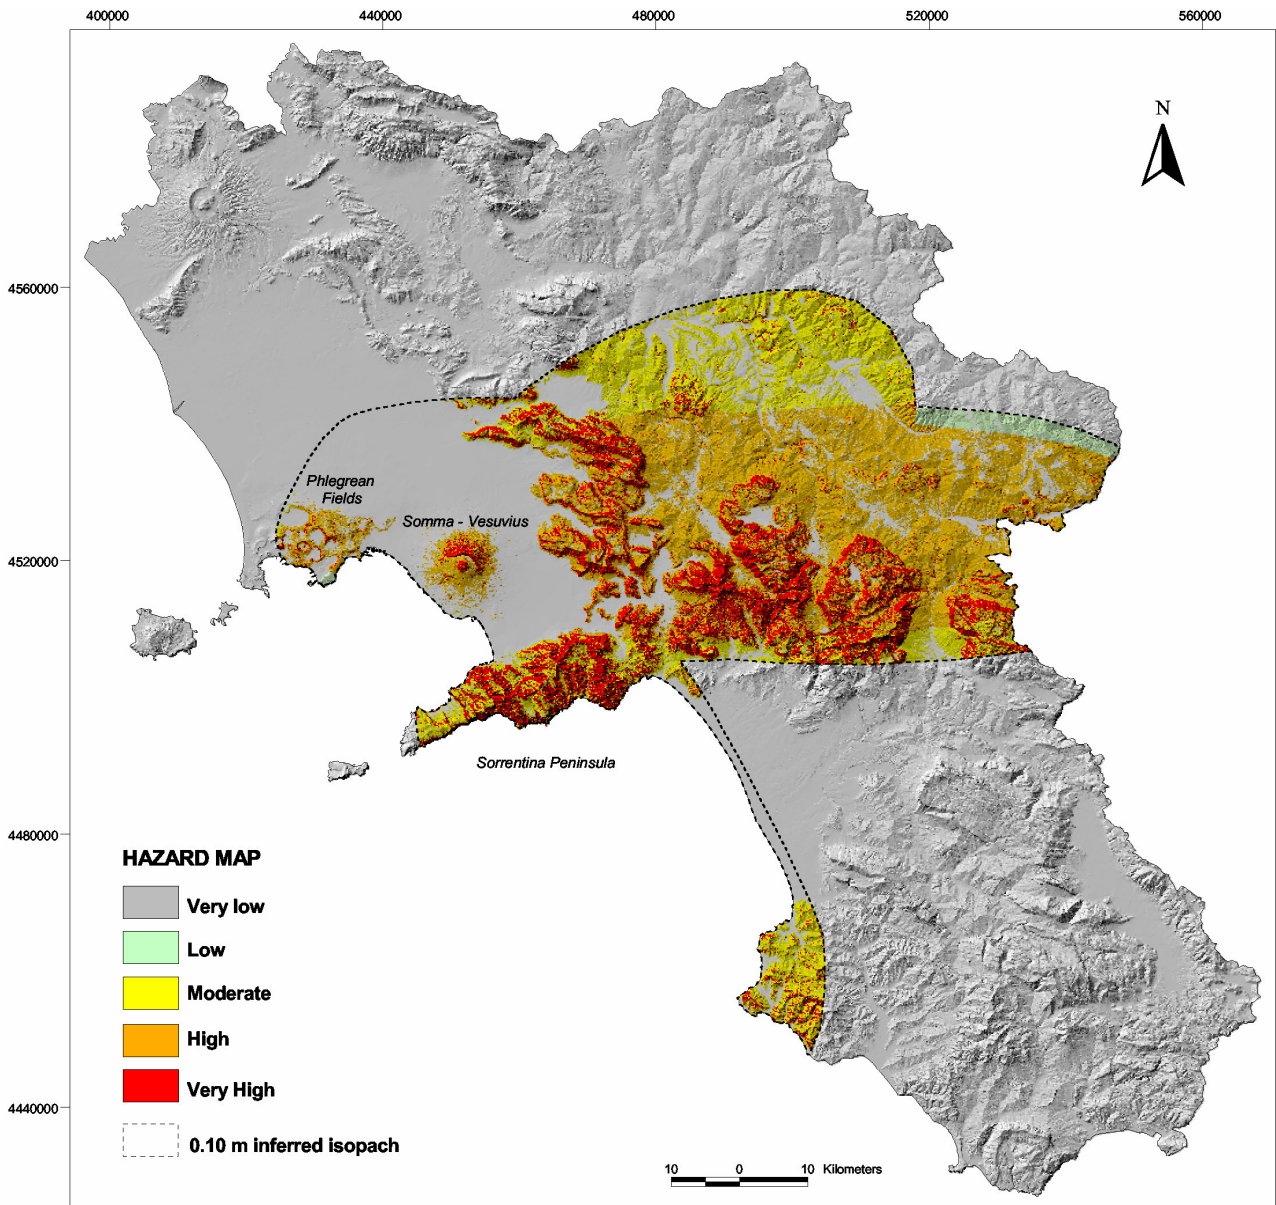 400000
440000
480000
520000
560000
N
4560000
Phlegrean
Fields
Somma - Vesuvius
4520000
Sorrentina Peninsula
4480000
HAZARD MAP
Very low
Low
Moderate
High
Very High
4440000
0.10 m inferred isopach
10 0 10 Kilometers